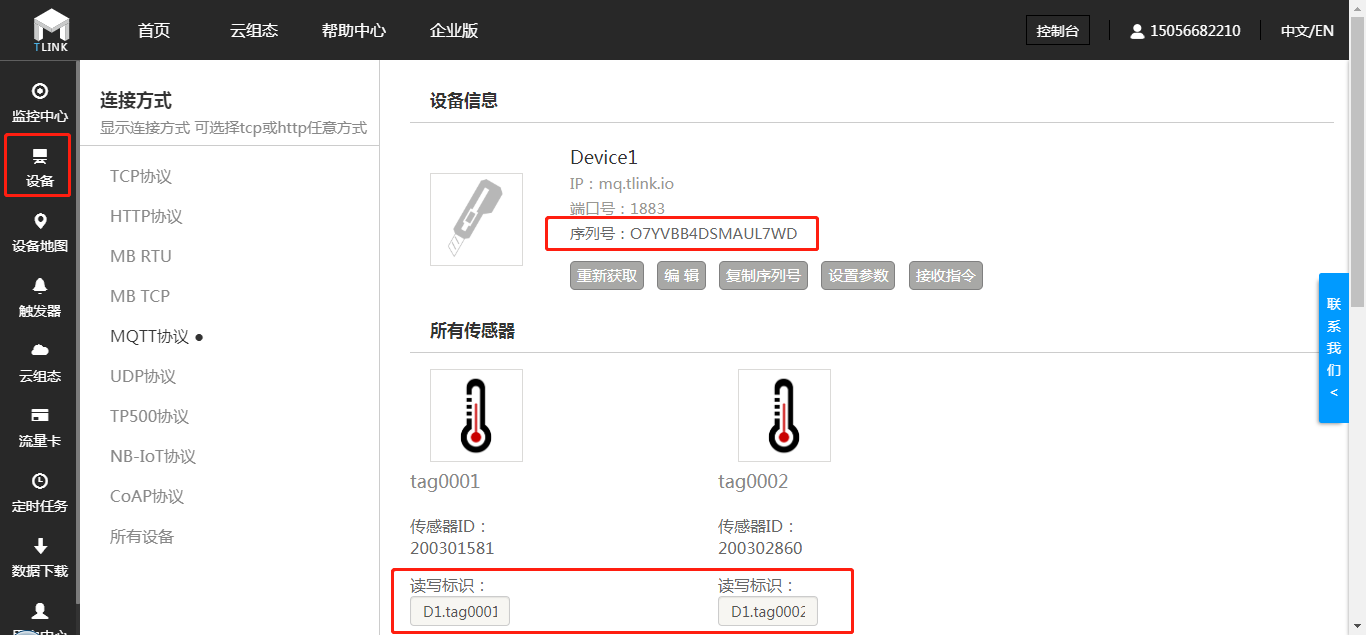 TLINK
首页
云组态
帮助中心
企业版
控制台
15056682210
中文/EN
监控中心
设备
设备地图
触发器
云组态
流量卡
定时任务
数据下载
连接方式
显示连接方式 可选择tcp或http任意方式
TCP协议
HTTP协议
MB RTU
MB TCP
MQTT协议 ●
UDP协议
TP500协议
NB-IoT协议
CoAP协议
所有设备
设备信息
Device1
IP：mq.tlink.io
端口号：1883
序列号：O7YVBB4DSMAUL7WD
重新获取
编 辑
复制序列号
设置参数
接收指令
所有传感器
tag0001
传感器ID：
200301581
读写标识：
D1.tag0001
tag0002
传感器ID：
200302860
读写标识：
D1.tag0002
联
系
我
们
<